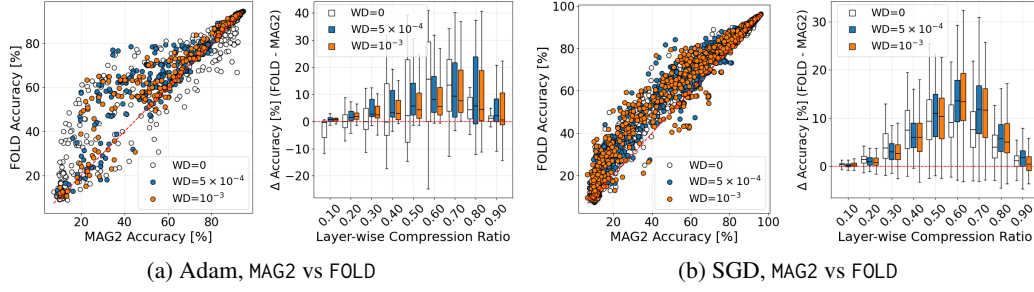 FOLD Accuracy [%]
80
60
40
20
20
40
60
80
MAG2 Accuracy [%]
WD=0
WD=5 × 10⁻⁴
WD=10⁻³
Δ Accuracy [%] (FOLD - MAG2)
40
30
20
10
0
−10
−20
WD=0
WD=5 × 10⁻⁴
WD=10⁻³
0.10
0.20
0.30
0.40
0.50
0.60
0.70
0.80
0.90
Layer-wise Compression Ratio
(a) Adam, MAG2 vs FOLD
FOLD Accuracy [%]
100
80
60
40
20
20
40
60
80
100
MAG2 Accuracy [%]
WD=0
WD=5 × 10⁻⁴
WD=10⁻³
Δ Accuracy [%] (FOLD - MAG2)
30
20
10
0
WD=0
WD=5 × 10⁻⁴
WD=10⁻³
0.10
0.20
0.30
0.40
0.50
0.60
0.70
0.80
0.90
Layer-wise Compression Ratio
(b) SGD, MAG2 vs FOLD